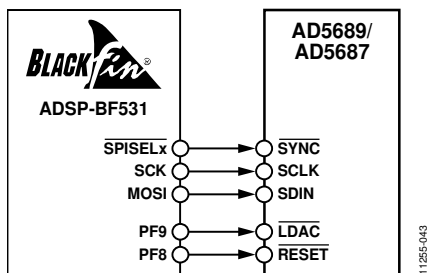 BLACKfin®
ADSP-BF531
AD5689/
AD5687
SPISELx
SYNC
SCK
SCLK
MOSI
SDIN
PF9
LDAC
PF8
RESET
11255-043